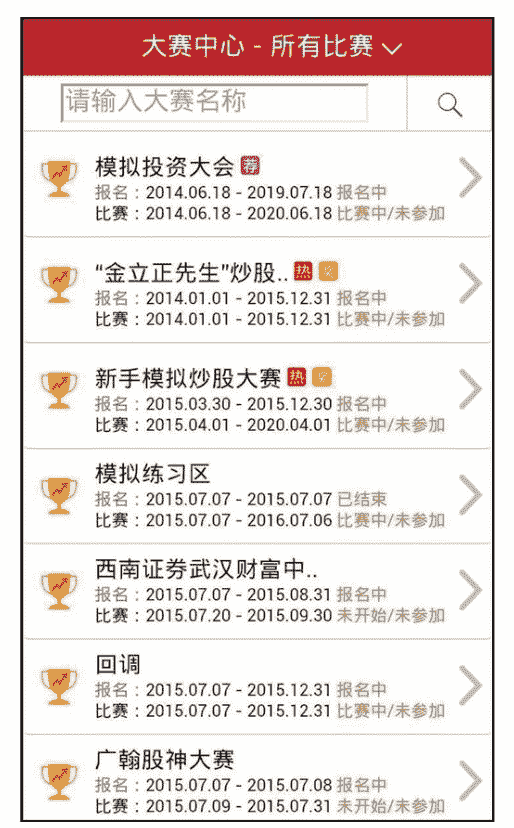 大赛中心 - 所有比赛
请输入大赛名称
模拟投资大会 荐
报名：2014.06.18 - 2019.07.18 报名中
比赛：2014.06.18 - 2020.06.18 比赛中/未参加
“金立正先生”炒股.. 热
报名：2014.01.01 - 2015.12.31 报名中
比赛：2014.01.01 - 2015.12.31 比赛中/未参加
新手模拟炒股大赛 热
报名：2015.03.30 - 2015.12.30 报名中
比赛：2015.04.01 - 2020.04.01 比赛中/未参加
模拟练习区
报名：2015.07.07 - 2015.07.07 已结束
比赛：2015.07.07 - 2016.07.06 比赛中/未参加
西南证券武汉财富中..
报名：2015.07.07 - 2015.08.31 报名中
比赛：2015.07.20 - 2015.09.30 未开始/未参加
回调
报名：2015.07.07 - 2015.12.31 报名中
比赛：2015.07.07 - 2015.12.31 比赛中/未参加
广翰股神大赛
报名：2015.07.07 - 2015.07.08 报名中
比赛：2015.07.09 - 2015.07.31 未开始/未参加